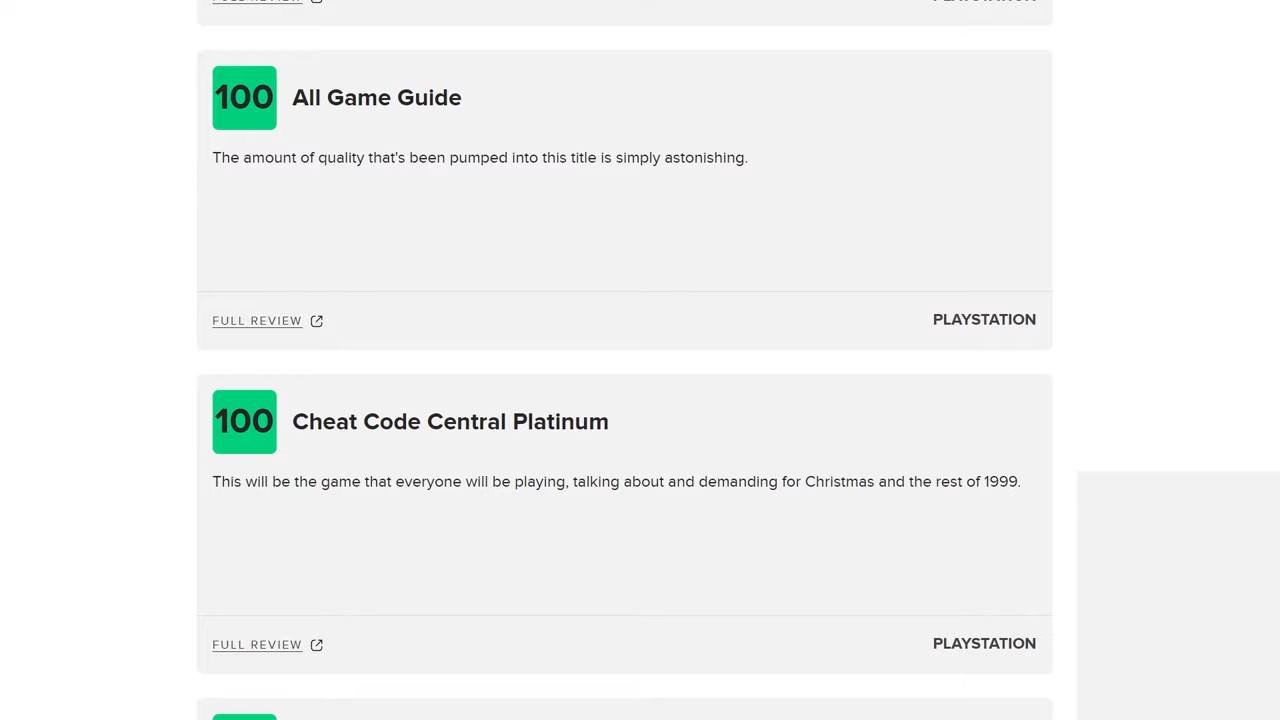 100 All Game Guide
The amount of quality that's been pumped into this title is simply astonishing.
FULL REVIEW PLAYSTATION
100 Cheat Code Central Platinum
This will be the game that everyone will be playing, talking about and demanding for Christmas and the rest of 1999.
FULL REVIEW PLAYSTATION